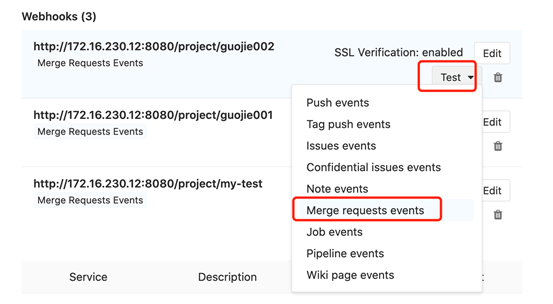 Webhooks (3)
http://172.16.230.12:8080/project/guojie002
SSL Verification: enabled
Edit
Merge Requests Events
Test
Push events
Tag push events
Issues events
Confidential issues events
Note events
Merge requests events
Job events
Pipeline events
Wiki page events
http://172.16.230.12:8080/project/guojie001
Edit
Merge Requests Events
http://172.16.230.12:8080/project/my-test
Edit
Merge Requests Events
Service
Description